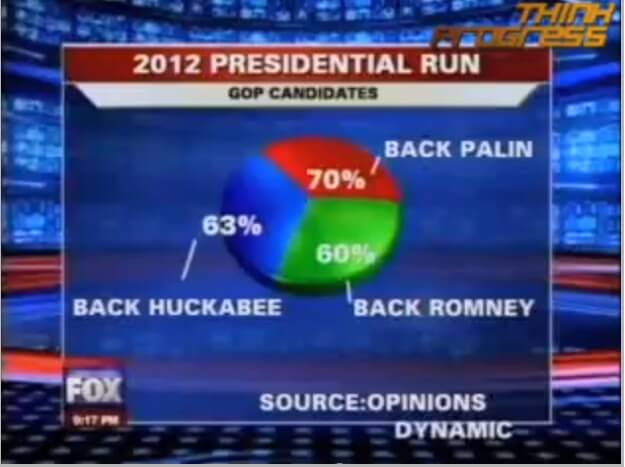 THINK
PROGRESS
2012 PRESIDENTIAL RUN
GOP CANDIDATES
BACK PALIN
70%
63%
60%
BACK HUCKABEE
BACK ROMNEY
FOX
9:17 PM
SOURCE:OPINIONS
DYNAMIC